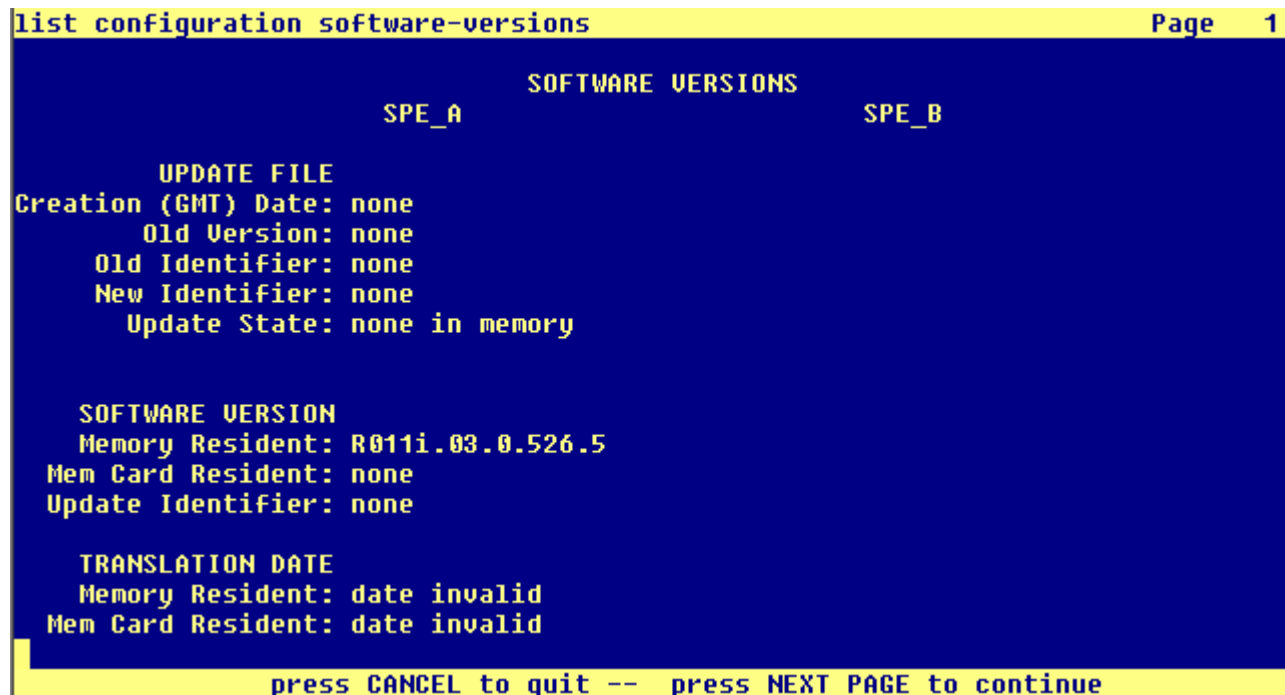 list configuration software-versions Page 1
SOFTWARE VERSIONS
SPE_A SPE_B
UPDATE FILE
Creation (GMT) Date: none
Old Version: none
Old Identifier: none
New Identifier: none
Update State: none in memory
SOFTWARE VERSION
Memory Resident: R011i.03.0.526.5
Mem Card Resident: none
Update Identifier: none
TRANSLATION DATE
Memory Resident: date invalid
Mem Card Resident: date invalid
press CANCEL to quit -- press NEXT PAGE to continue